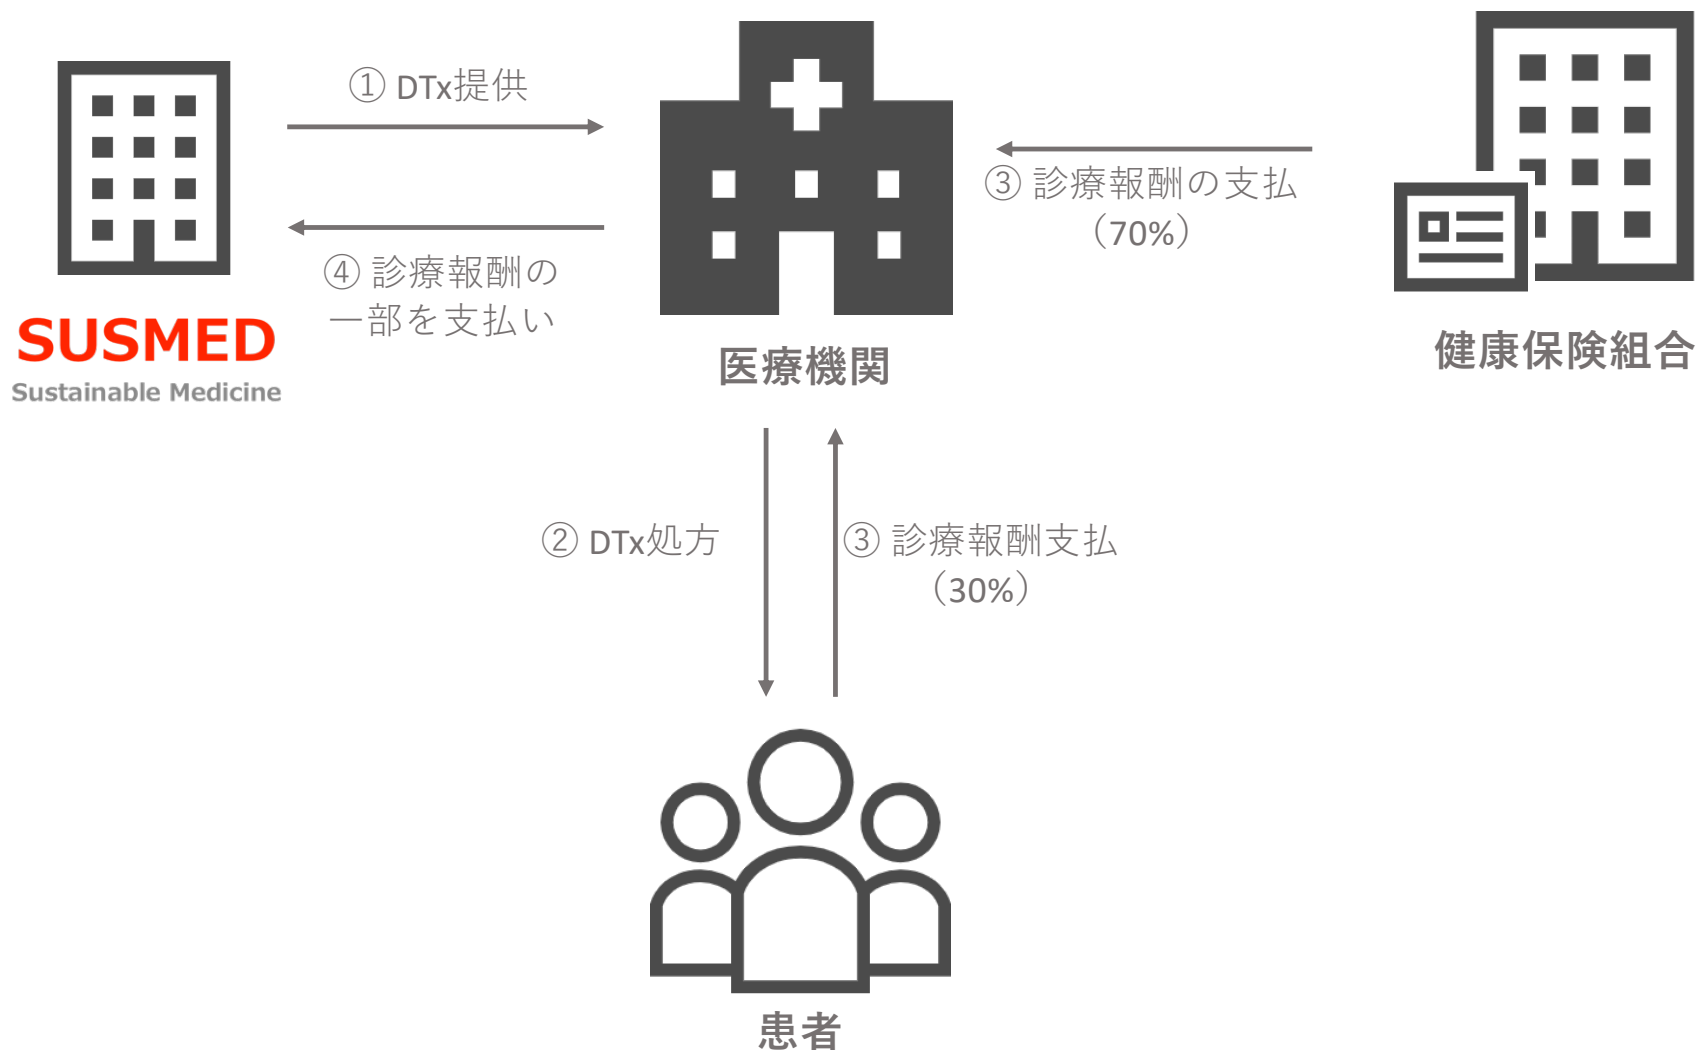 ① DTx提供
③ 診療報酬の支払
（70%）
④ 診療報酬の
一部を支払い
SUSMED
Sustainable Medicine
医療機関
健康保険組合
② DTx処方
③ 診療報酬支払
（30%）
患者